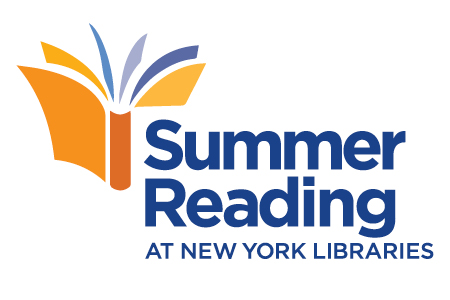 Summer
Reading
AT NEW YORK LIBRARIES